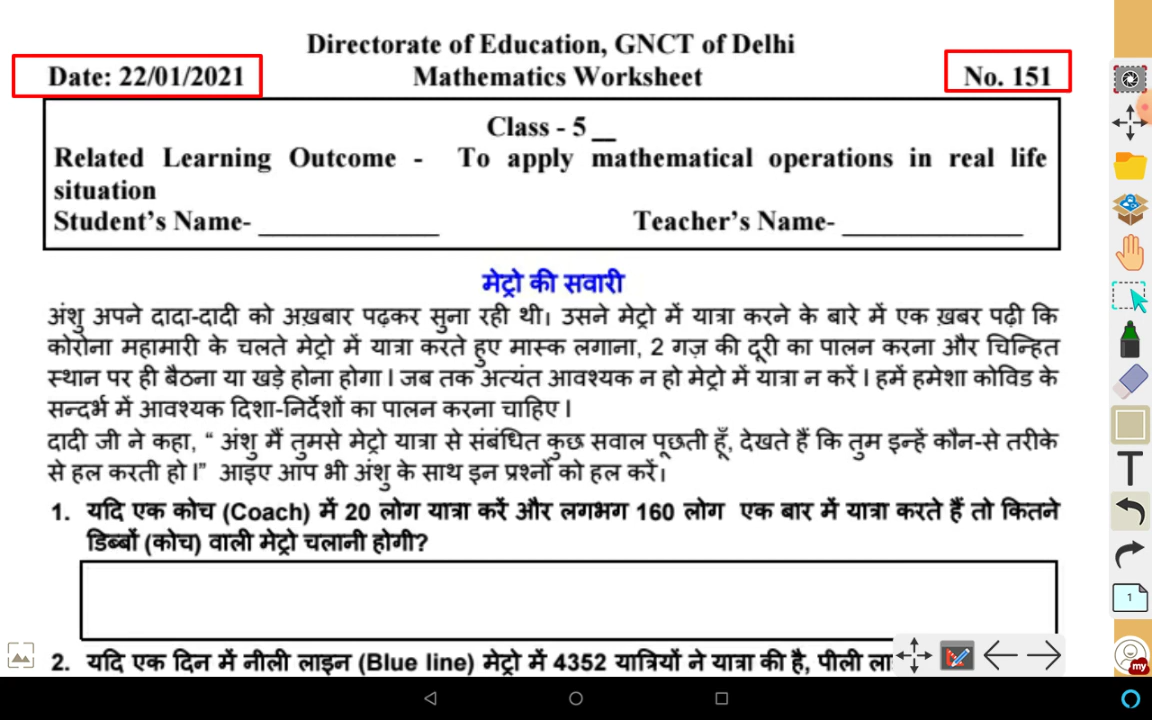 Directorate of Education, GNCT of Delhi
Date: 22/01/2021 Mathematics Worksheet No. 151
Class - 5 __
Related Learning Outcome - To apply mathematical operations in real life
situation
Student's Name- ______________ Teacher's Name- ______________
मेट्रो की सवारी
अंशु अपने दादा-दादी को अख़बार पढ़कर सुना रही थी। उसने मेट्रो में यात्रा करने के बारे में एक ख़बर पढ़ी कि
कोरोना महामारी के चलते मेट्रो में यात्रा करते हुए मास्क लगाना, 2 गज़ की दूरी का पालन करना और चिन्हित
स्थान पर ही बैठना या खड़े होना होगा । जब तक अत्यंत आवश्यक न हो मेट्रो में यात्रा न करें । हमें हमेशा कोविड के
सन्दर्भ में आवश्यक दिशा-निर्देशों का पालन करना चाहिए ।
दादी जी ने कहा, “ अंशु मैं तुमसे मेट्रो यात्रा से संबंधित कुछ सवाल पूछती हूँ, देखते हैं कि तुम इन्हें कौन-से तरीके
से हल करती हो ।” आइए आप भी अंशु के साथ इन प्रश्नों को हल करें।
1. यदि एक कोच (Coach) में 20 लोग यात्रा करें और लगभग 160 लोग एक बार में यात्रा करते हैं तो कितने
डिब्बों (कोच) वाली मेट्रो चलानी होगी?
2. यदि एक दिन में नीली लाइन (Blue line) मेट्रो में 4352 यात्रियों ने यात्रा की है, पीली ला
T
1
my